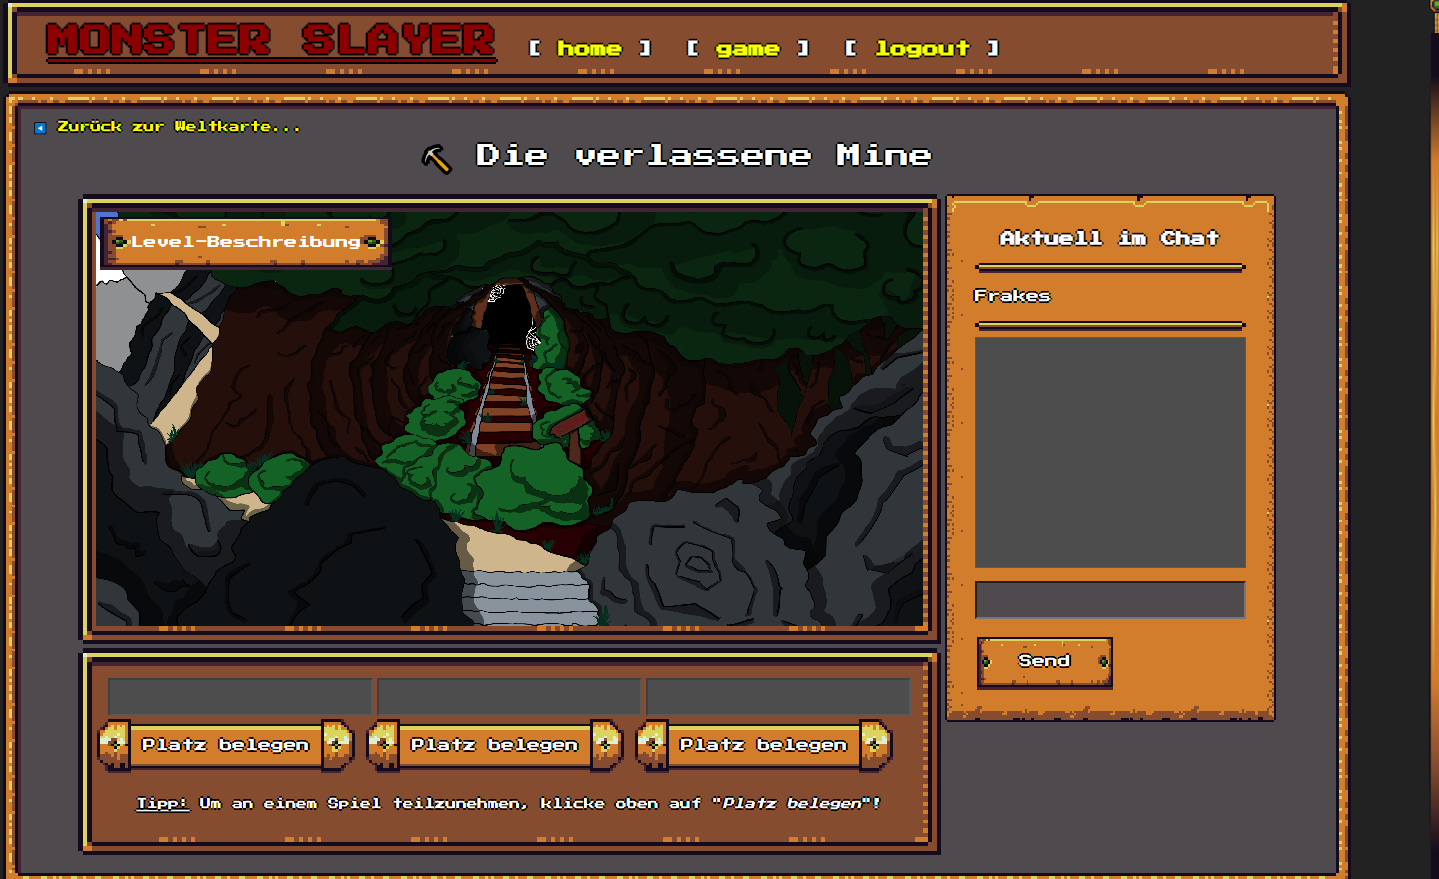 MONSTER SLAYER
[ home ] [ game ] [ logout ]
Zurück zur Weltkarte...
Die verlassene Mine
Level-Beschreibung
Aktuell im Chat
Frakes
Send
Platz belegen Platz belegen Platz belegen
Tipp: Um an einem Spiel teilzunehmen, klicke oben auf "Platz belegen"!